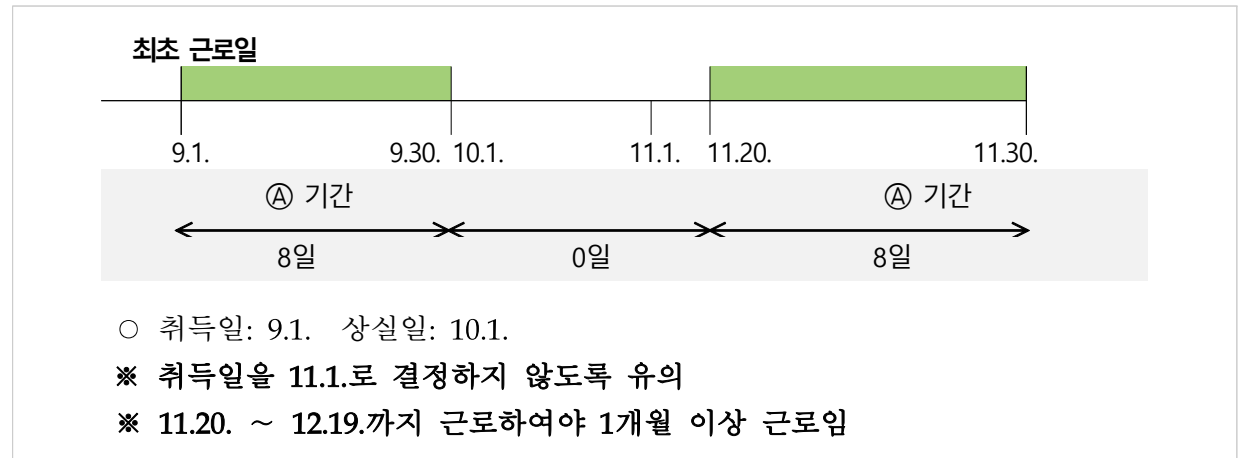 최초 근로일
9.1. 9.30. 10.1. 11.1. 11.20. 11.30.
Ⓐ 기간 Ⓐ 기간
8일 0일 8일
○ 취득일: 9.1. 상실일: 10.1.
※ 취득일을 11.1.로 결정하지 않도록 유의
※ 11.20. ~ 12.19.까지 근로하여야 1개월 이상 근로임